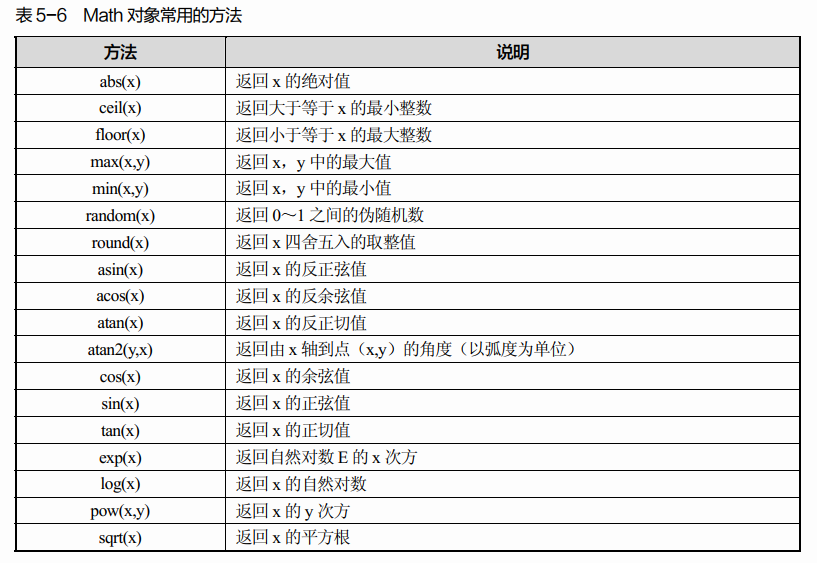 表 5-6 Math 对象常用的方法
方法 说明
abs(x) 返回 x 的绝对值
ceil(x) 返回大于等于 x 的最小整数
floor(x) 返回小于等于 x 的最大整数
max(x,y) 返回 x，y 中的最大值
min(x,y) 返回 x，y 中的最小值
random(x) 返回 0～1 之间的伪随机数
round(x) 返回 x 四舍五入的取整值
asin(x) 返回 x 的反正弦值
acos(x) 返回 x 的反余弦值
atan(x) 返回 x 的反正切值
atan2(y,x) 返回由 x 轴到点（x,y）的角度（以弧度为单位）
cos(x) 返回 x 的余弦值
sin(x) 返回 x 的正弦值
tan(x) 返回 x 的正切值
exp(x) 返回自然对数 E 的 x 次方
log(x) 返回 x 的自然对数
pow(x,y) 返回 x 的 y 次方
sqrt(x) 返回 x 的平方根